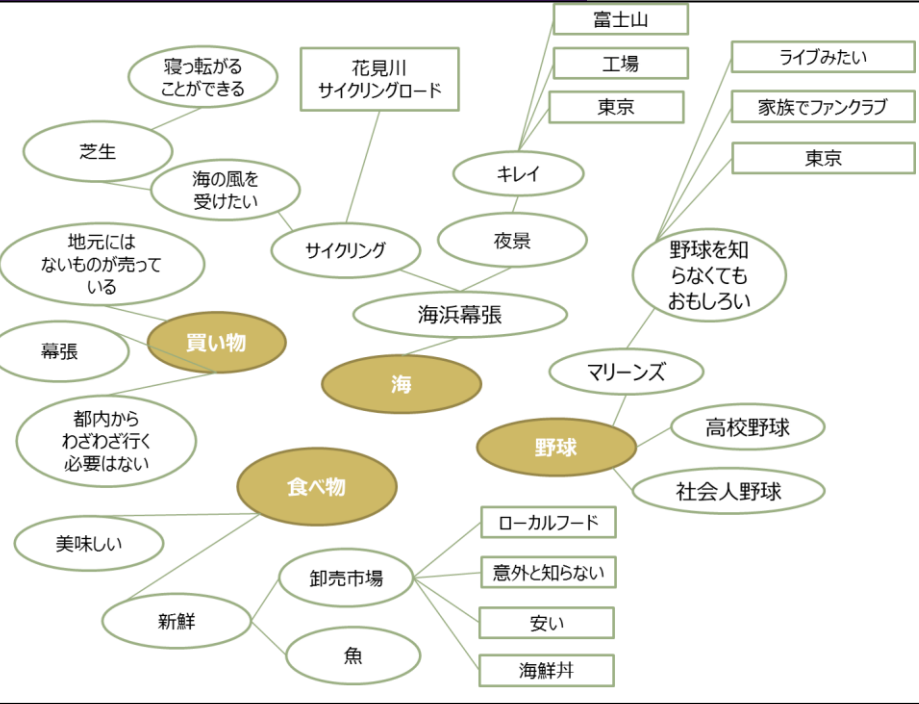 富士山
工場
東京
ライブみたい
家族でファンクラブ
東京
寝っ転がる
ことができる
花見川
サイクリングロード
芝生
海の風を
受けたい
キレイ
サイクリング
夜景
野球を知
らなくても
おもしろい
地元には
ないものが売って
いる
海浜幕張
買い物
幕張
海
マリーンズ
都内から
わざわざ行く
必要はない
野球
高校野球
社会人野球
食べ物
美味しい
ローカルフード
卸売市場
意外と知らない
新鮮
安い
魚
海鮮丼